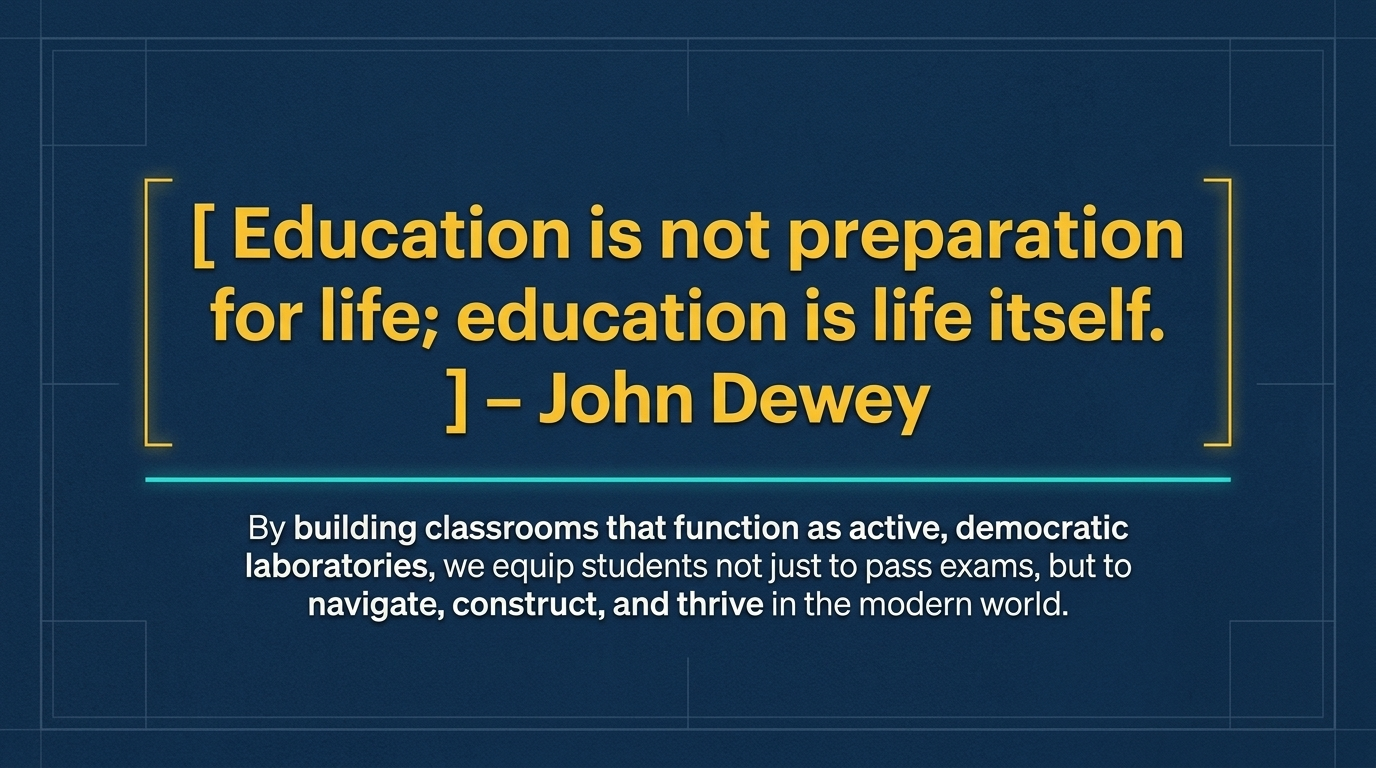 [ Education is not preparation
for life; education is life itself.
] – John Dewey
By building classrooms that function as active, democratic
laboratories, we equip students not just to pass exams, but to
navigate, construct, and thrive in the modern world.